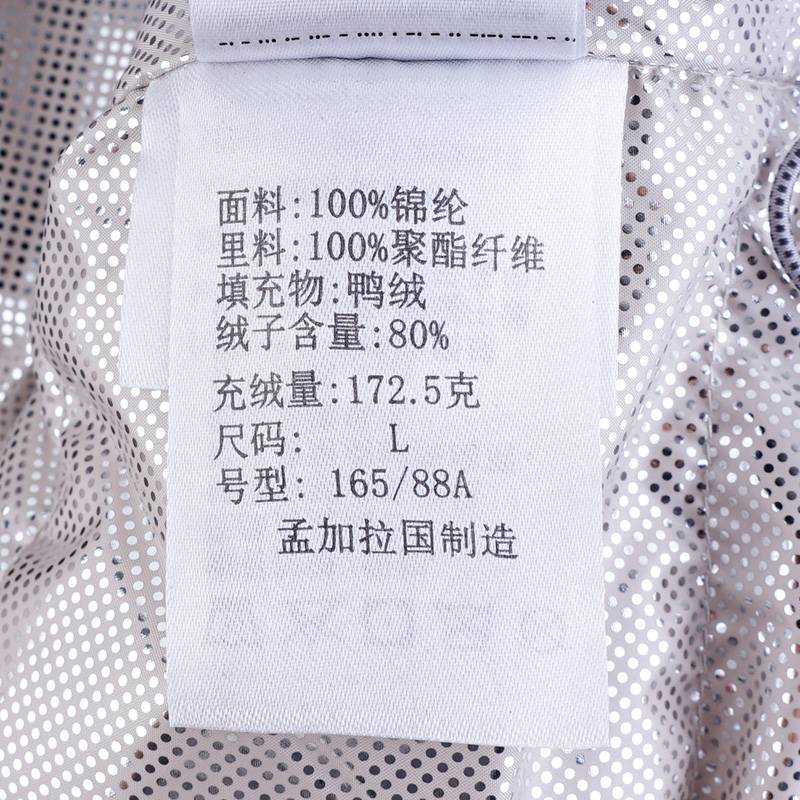 面料:100%锦纶
里料:100%聚酯纤维
填充物:鸭绒
绒子含量:80%
充绒量:172.5克
尺码: L
号型: 165/88A
孟加拉国制造